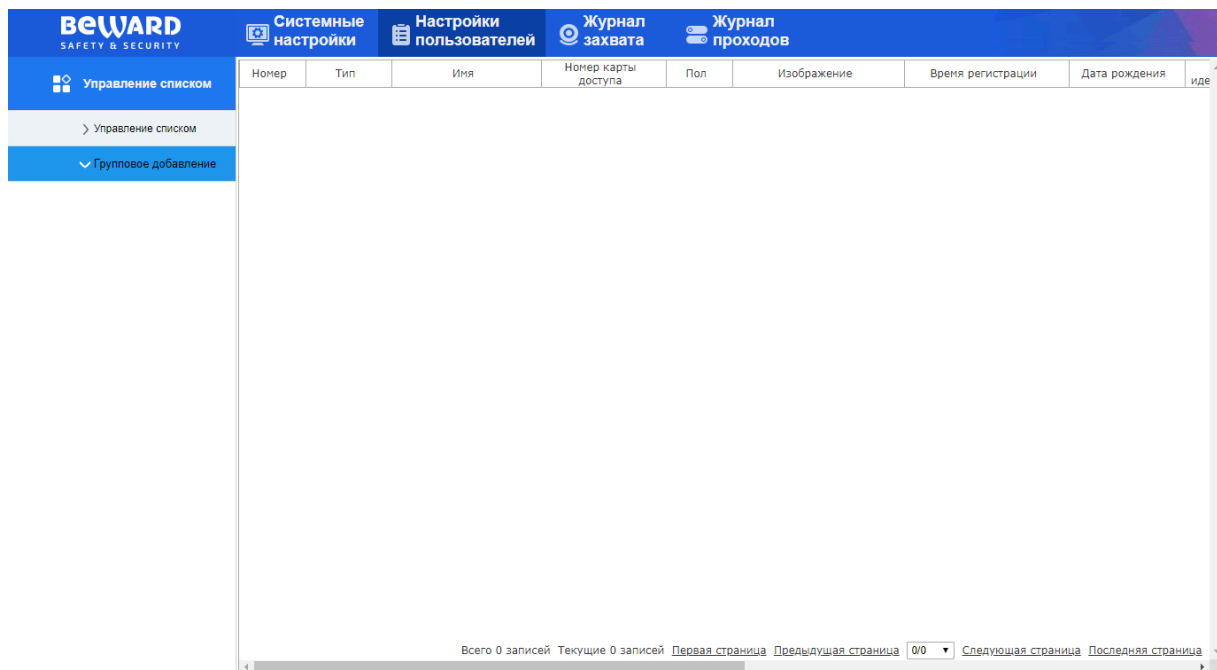 BEWARD
SAFETY & SECURITY
Системные
настройки
Настройки
пользователей
Журнал
захвата
Журнал
проходов
Управление списком
Управление списком
Групповое добавление
Номер
Тип
Имя
Номер карты
доступа
Пол
Изображение
Время регистрации
Дата рождения
иде
Всего 0 записей Текущие 0 записей Первая страница Предыдущая страница 0/0 Следующая страница Последняя страница